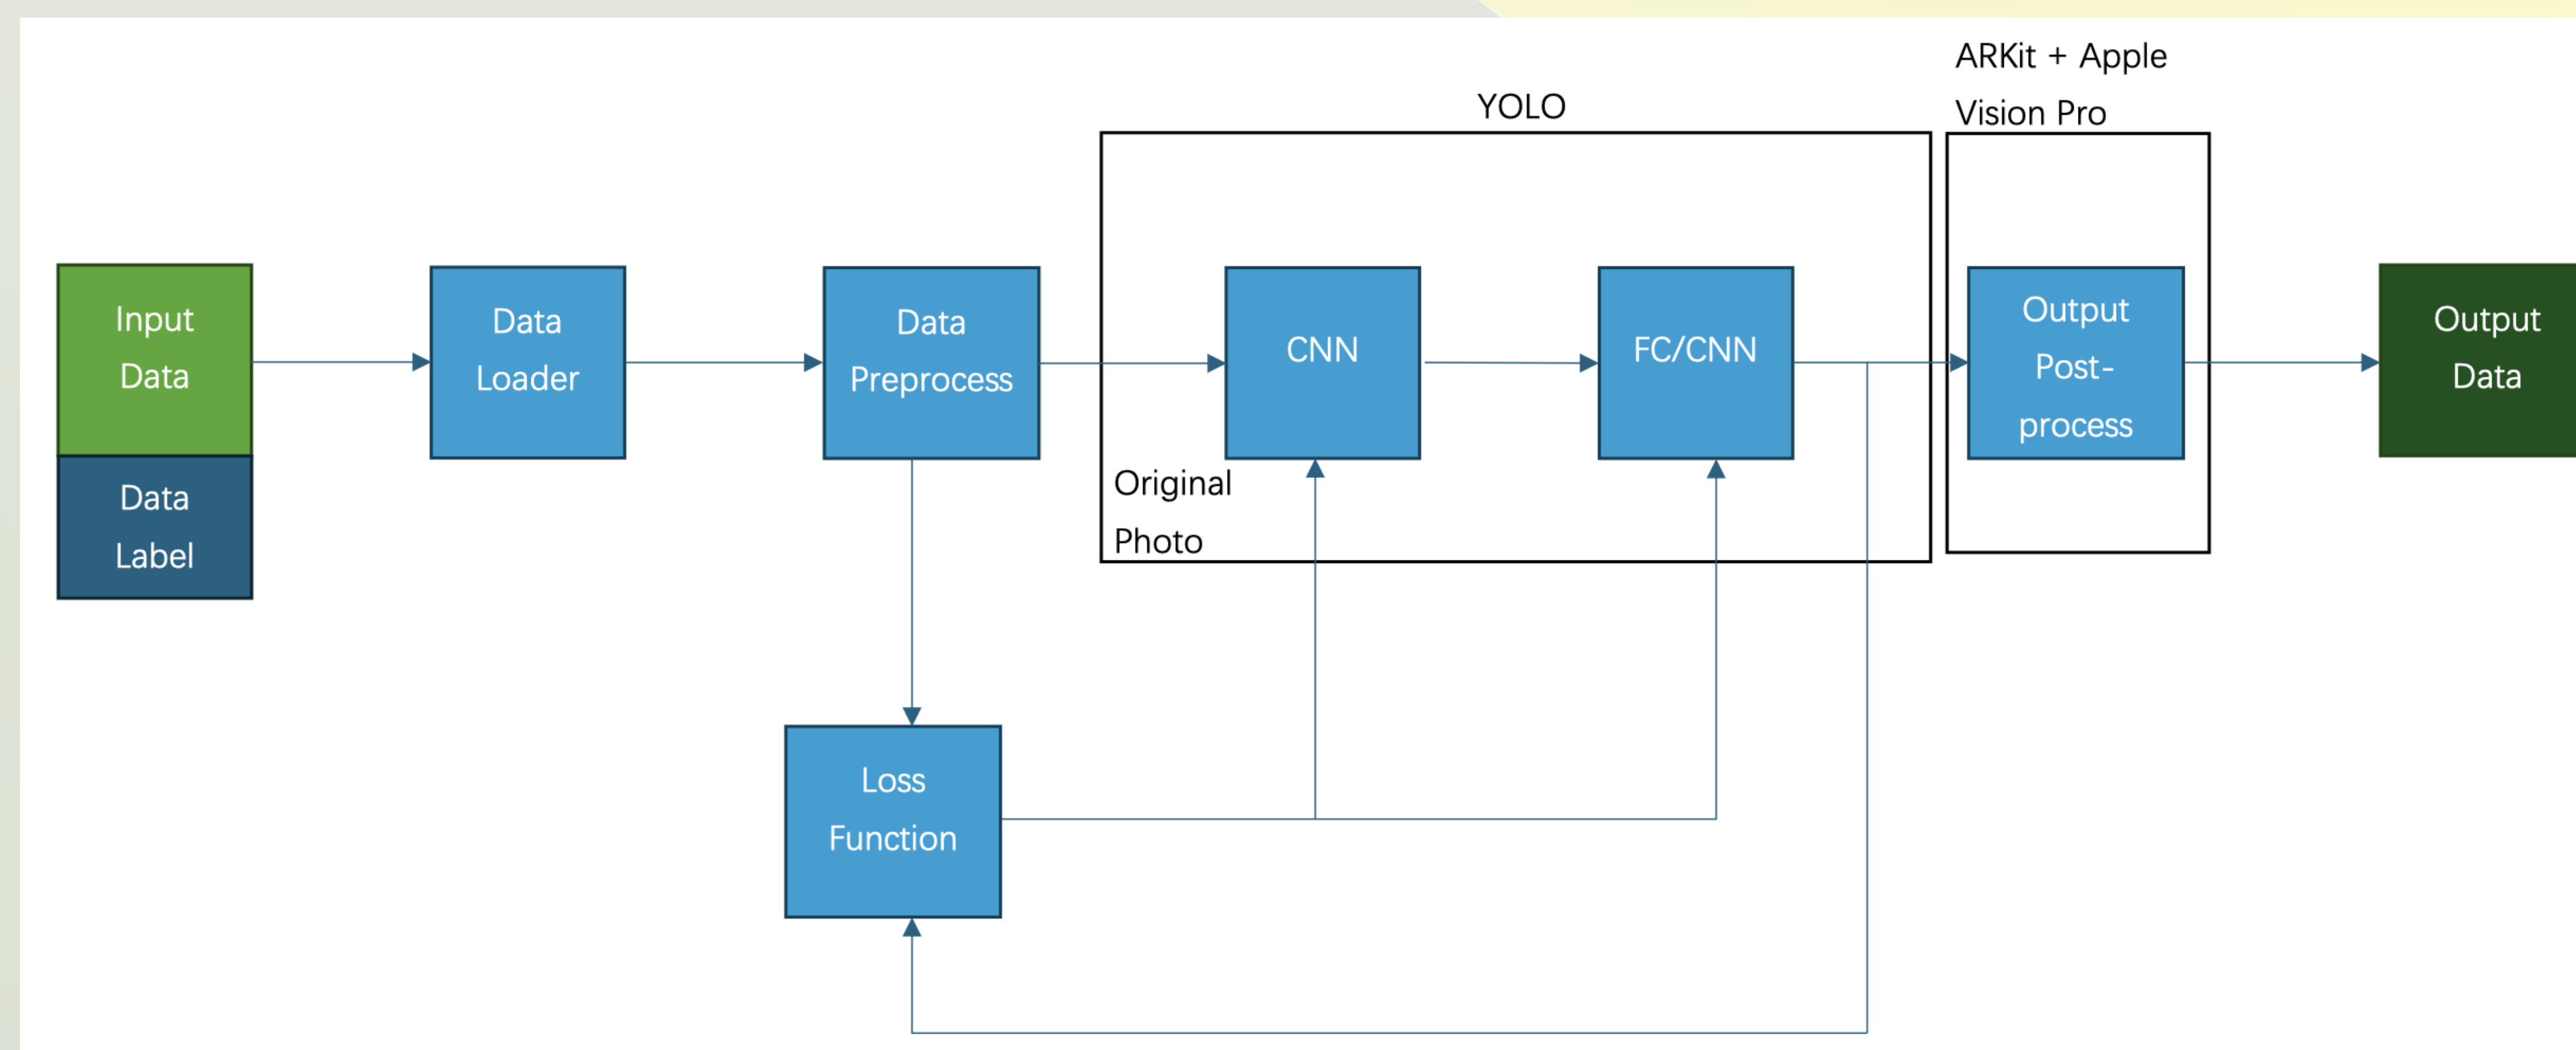 ARKit + Apple
Vision Pro
YOLO
Input
Data
Data
Label
Data
Loader
Data
Preprocess
CNN
FC/CNN
Output
Post-
process
Output
Data
Original
Photo
Loss
Function